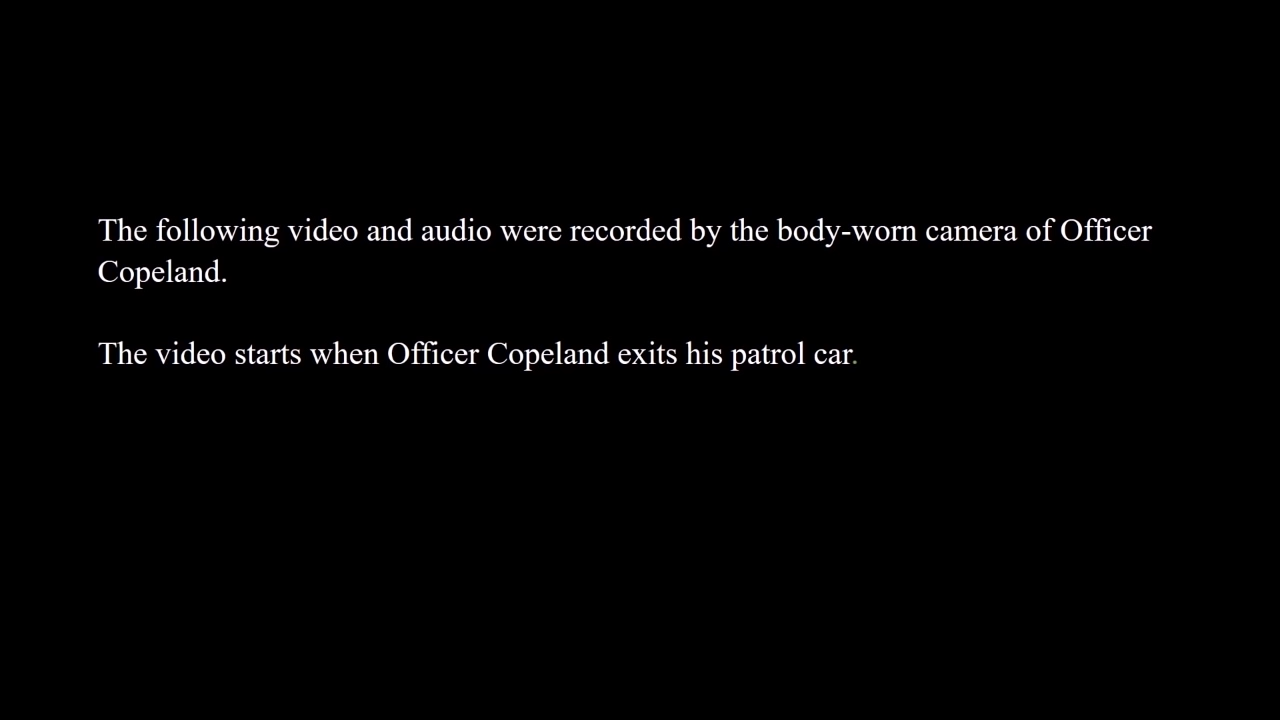 The following video and audio were recorded by the body-worn camera of Officer
Copeland.
The video starts when Officer Copeland exits his patrol car.